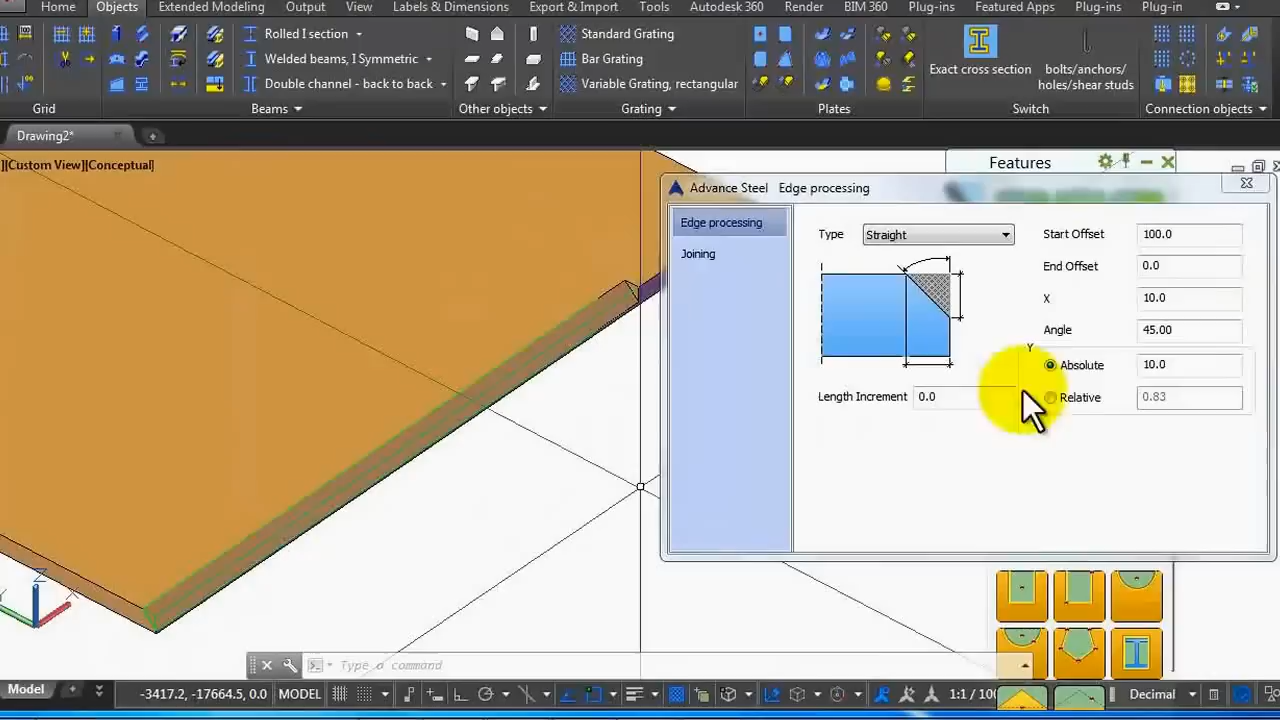 Home Objects Extended Modeling Output View Labels & Dimensions Export & Import Tools Autodesk 360 Render BIM 360 Plug-ins Featured Apps Plug-ins Plug-in
Rolled I section Standard Grating
Welded beams, I Symmetric Bar Grating Exact cross section bolts/anchors/
Double channel - back to back Variable Grating, rectangular holes/shear studs
Grid Beams Other objects Grating Plates Switch Connection objects
Drawing2*
][Custom View][Conceptual] Features
Advance Steel Edge processing
Edge processing Type Straight Start Offset 100.0
Joining End Offset 0.0
X 10.0
Angle 45.00
Y
Absolute 10.0
Length Increment 0.0 Relative 0.83
Z
Y X
Type a command
Model -3417.2, -17664.5, 0.0 MODEL 1:1 / 100 Decimal